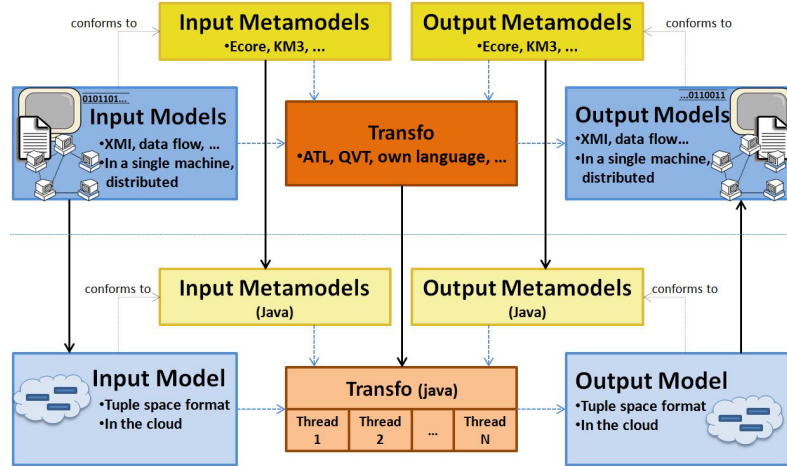 Input Metamodels
•Ecore, KM3, ...
Output Metamodels
•Ecore, KM3, ...
conforms to
conforms to
0101101...
Input Models
•XMI, data flow, ...
•In a single machine,
distributed
Transfo
•ATL, QVT, own language, ...
...0110011
Output Models
•XMI, data flow...
•In a single machine,
distributed
Input Metamodels
(Java)
Output Metamodels
(Java)
conforms to
conforms to
Input Model
•Tuple space format
•In the cloud
Transfo (java)
Thread
1
Thread
2
...
Thread
N
Output Model
•Tuple space format
•In the cloud